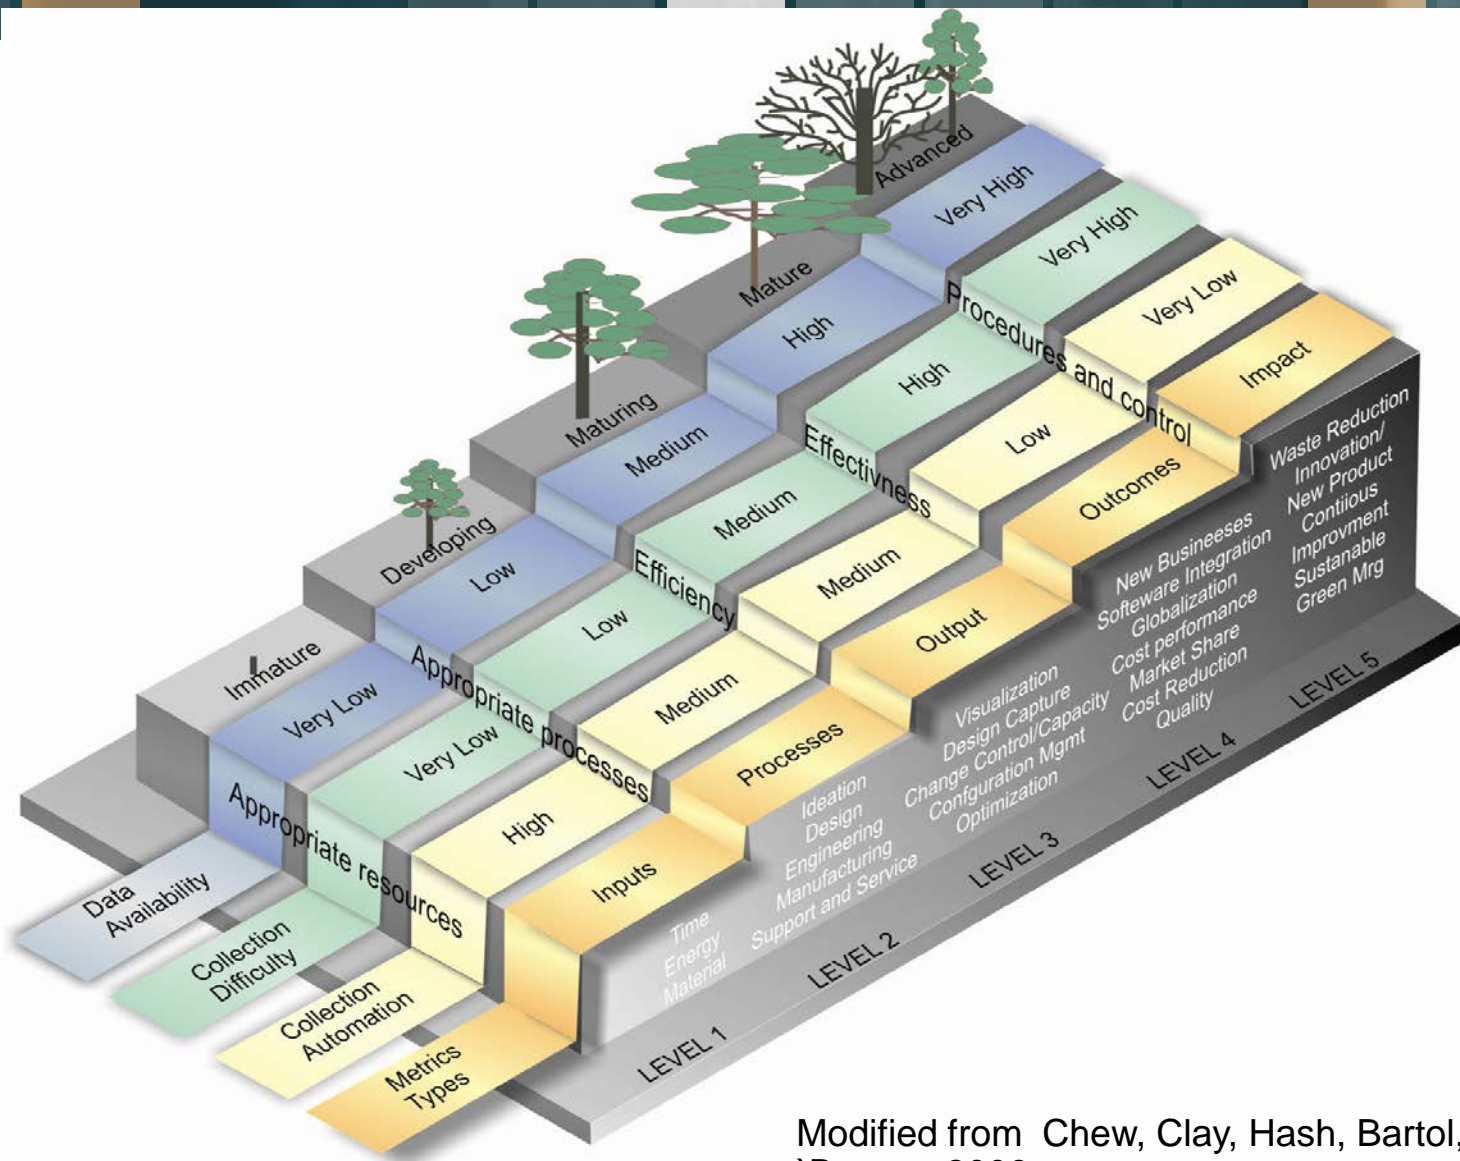 Advanced
Mature
Maturing
Developing
Immature
Very High
High
Medium
Low
Very Low
Data
Availability
Very High
High
Medium
Low
Very Low
Collection
Difficulty
Very Low
Low
Medium
Medium
High
Collection
Automation
Impact
Outcomes
Output
Processes
Inputs
Metrics
Types
Procedures and control
Effectivness
Efficiency
Appropriate processes
Appropriate resources
Waste Reduction
Innovation/
New Product
Contiious
Improvment
Sustanable
Green Mrg
New Busineeses
Softeware Integration
Globalization
Cost performance
Market Share
Cost Reduction
Quality
Visualization
Design Capture
Change Control/Capacity
Confguration Mgmt
Optimization
Ideation
Design
Engineering
Manufacturing
Support and Service
Time
Energy
Material
LEVEL 1
LEVEL 2
LEVEL 3
LEVEL 4
LEVEL 5
Modified from Chew, Clay, Hash, Bartol,